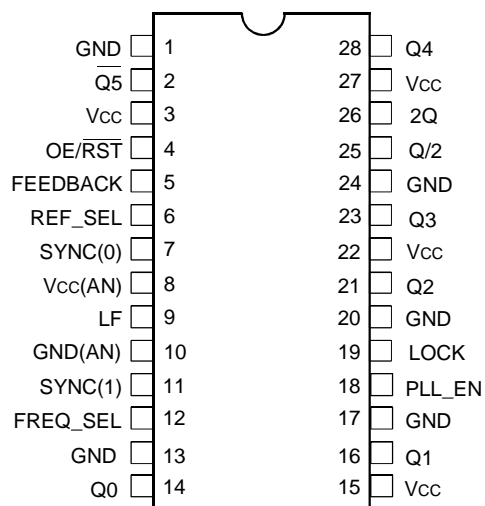 GND 1 28 Q4
Q̅5̅ 2 27 Vcc
Vcc 3 26 2Q
OE/R̅S̅T̅ 4 25 Q/2
FEEDBACK 5 24 GND
REF_SEL 6 23 Q3
SYNC(0) 7 22 Vcc
Vcc(AN) 8 21 Q2
LF 9 20 GND
GND(AN) 10 19 LOCK
SYNC(1) 11 18 PLL_EN
FREQ_SEL 12 17 GND
GND 13 16 Q1
Q0 14 15 Vcc